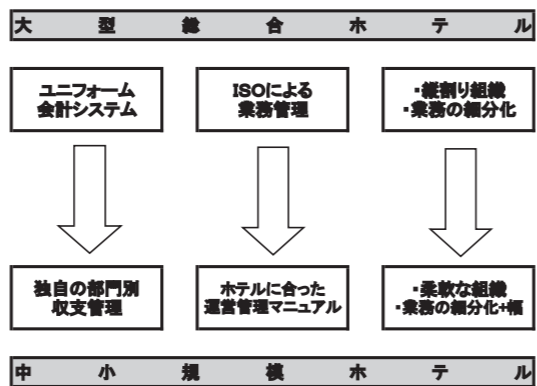 大型総合ホテル
ユニフォーム
会計システム
ISOによる
業務管理
・縦割り組織
・業務の細分化
独自の部門別
収支管理
ホテルに合った
運営管理マニュアル
・柔軟な組織
・業務の細分化+幅
中小規模ホテル